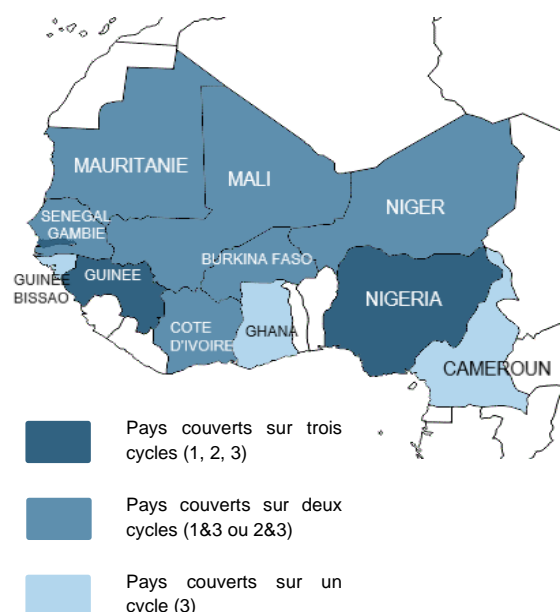 MAURITANIE
MALI
NIGER
SENEGAL
GAMBIE
BURKINA FASO
GUINEE
GUINEE
BISSAO
NIGERIA
COTE
D'IVOIRE
GHANA
CAMEROUN
Pays couverts sur trois
cycles (1, 2, 3)
Pays couverts sur deux
cycles (1&3 ou 2&3)
Pays couverts sur un
cycle (3)